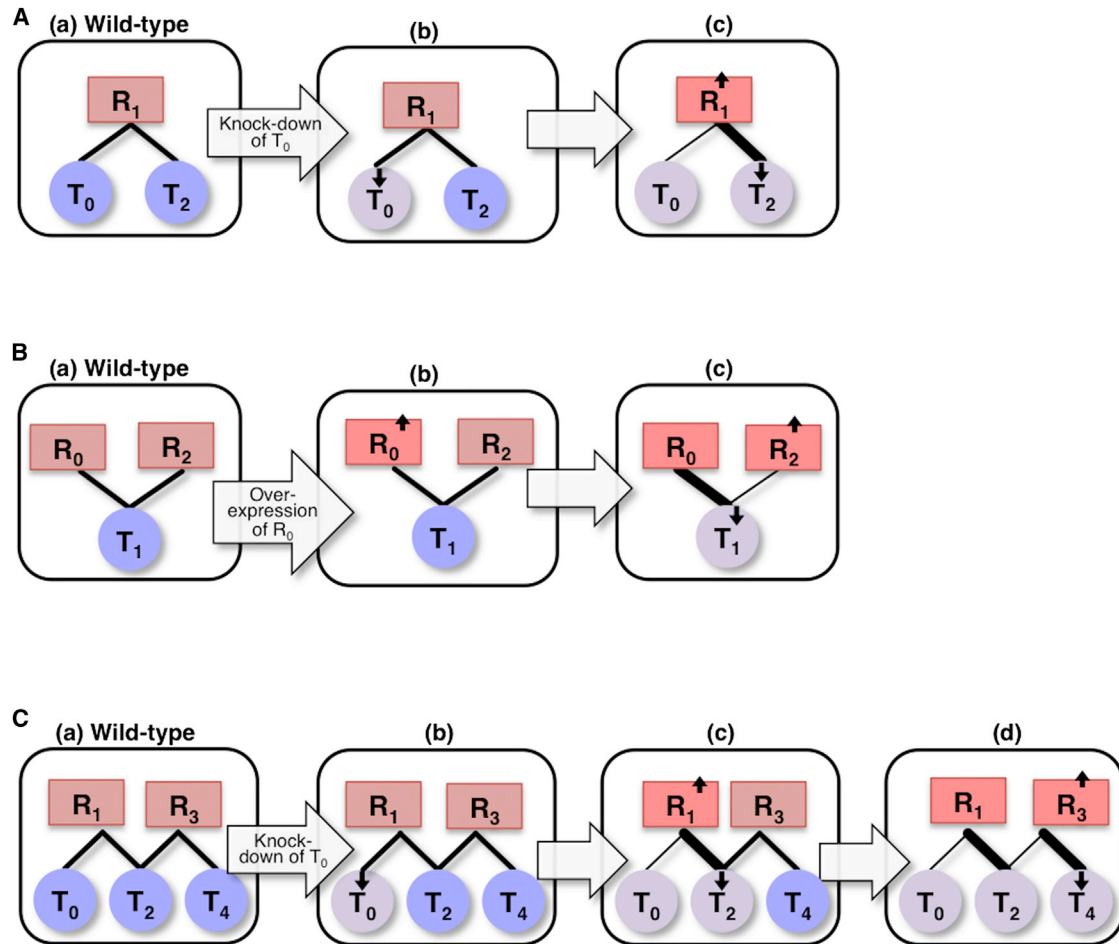 A
(a) Wild-type
(b)
(c)
R1
R1
R1
Knock-down
of T0
T0 T2
T0 T2
T0 T2
B
(a) Wild-type
(b)
(c)
R0 R2
R0 R2
R0 R2
Over-
expression
of R0
T1
T1
T1
C
(a) Wild-type
(b)
(c)
(d)
R1 R3
R1 R3
R1 R3
R1 R3
Knock-
down of T0
T0 T2 T4
T0 T2 T4
T0 T2 T4
T0 T2 T4